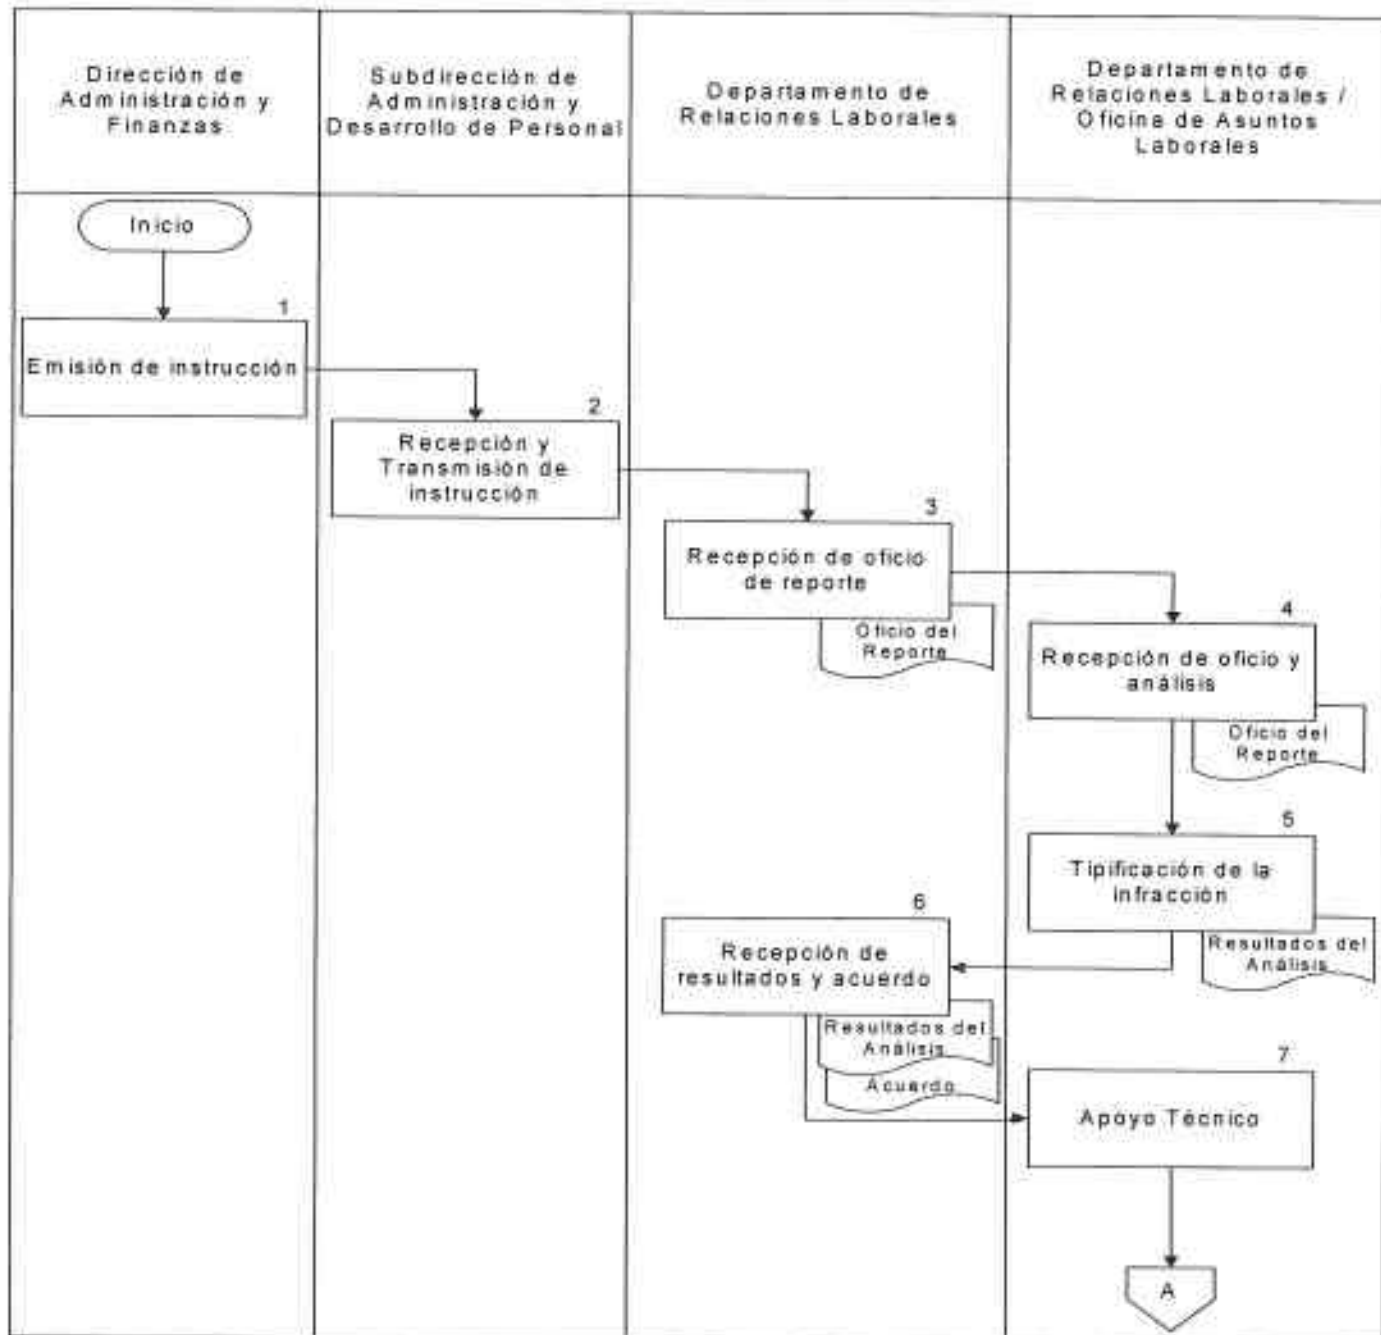 Dirección de
Administración y
Finanzas
Subdirección de
Administración y
Desarrollo de Personal
Departamento de
Relaciones Laborales
Departamento de
Relaciones Laborales /
Oficina de Asuntos
Laborales
Inicio
1
Emisión de instrucción
2
Recepción y
Transmisión de
instrucción
3
Recepción de oficio
de reporte
Oficio del
Reporte
4
Recepción de oficio y
análisis
Oficio del
Reporte
5
Tipificación de la
infracción
Resultados del
Análisis
6
Recepción de
resultados y acuerdo
Resultados del
Análisis
Acuerdo
7
Apoyo Técnico
A